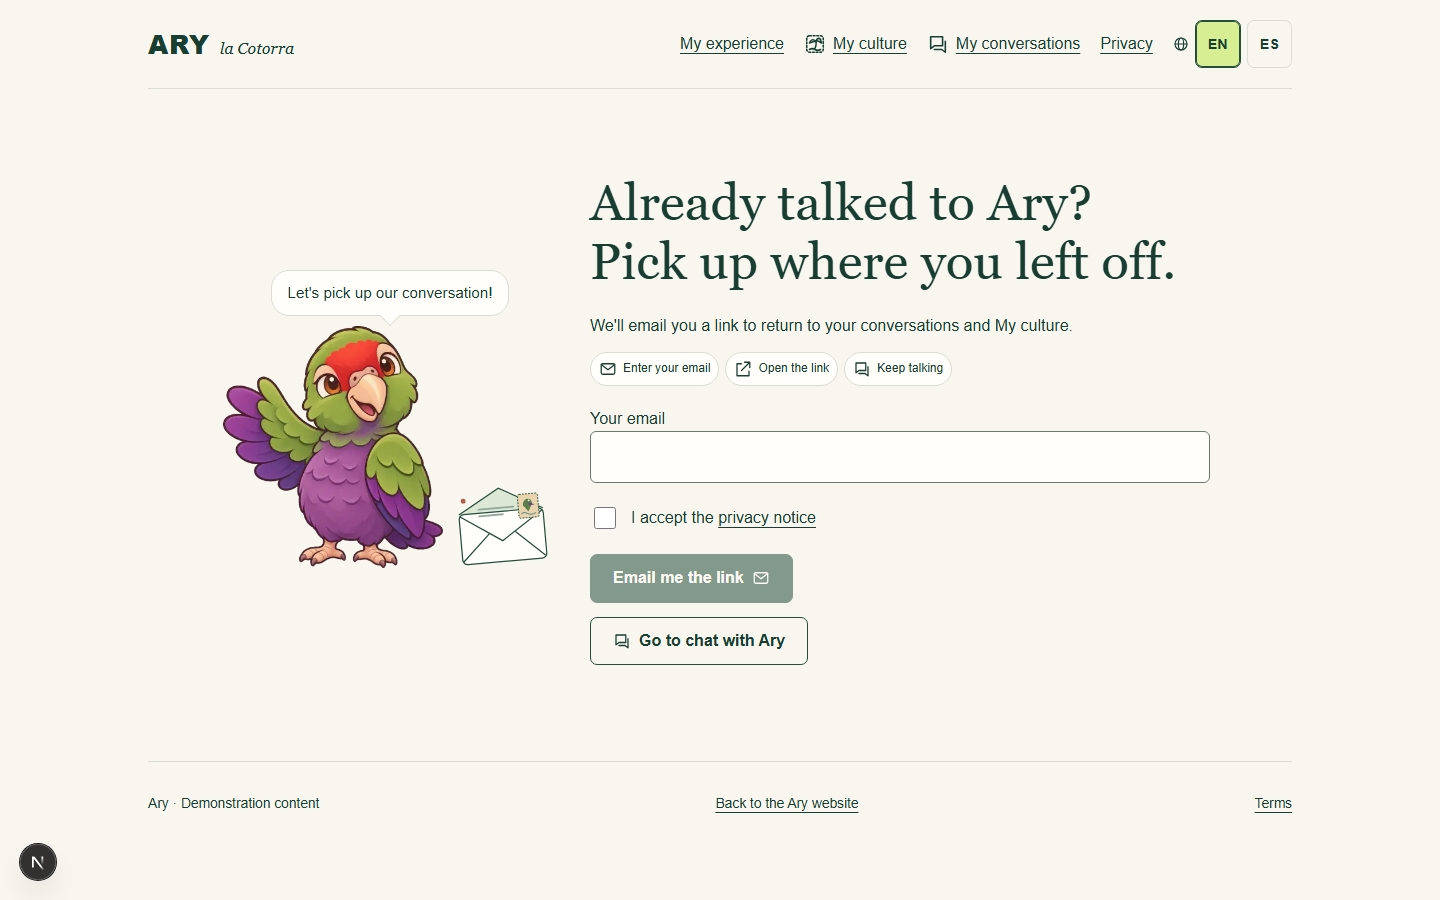 ARY la Cotorra
My experience
My culture
My conversations
Privacy
EN
ES
Already talked to Ary?
Pick up where you left off.
Let's pick up our conversation!
We'll email you a link to return to your conversations and My culture.
Enter your email
Open the link
Keep talking
Your email
I accept the privacy notice
Email me the link
Go to chat with Ary
Ary · Demonstration content
Back to the Ary website
Terms
N